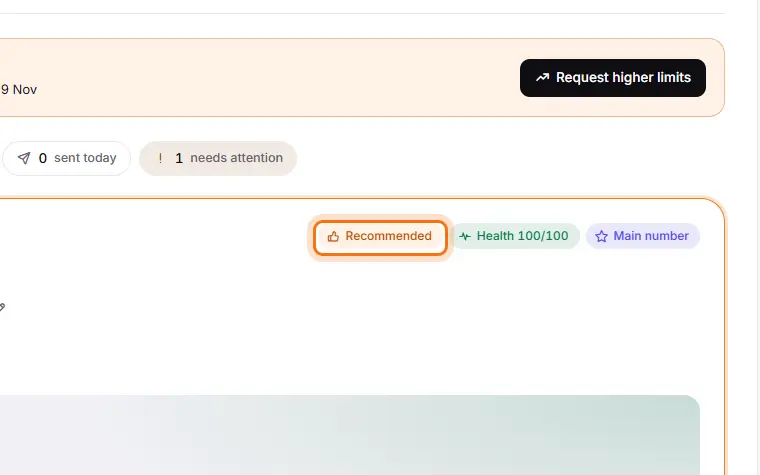 9 Nov
Request higher limits
0 sent today
! 1 needs attention
Recommended
Health 100/100
Main number